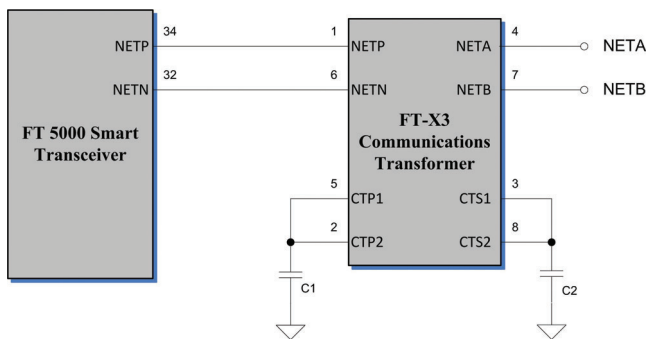 34
1
4
NETP
NETP
NETA
NETA
32
6
7
NETN
NETN
NETB
NETB
FT 5000 Smart
Transceiver
FT-X3
Communications
Transformer
5
3
CTP1
CTS1
2
8
CTP2
CTS2
C1
C2